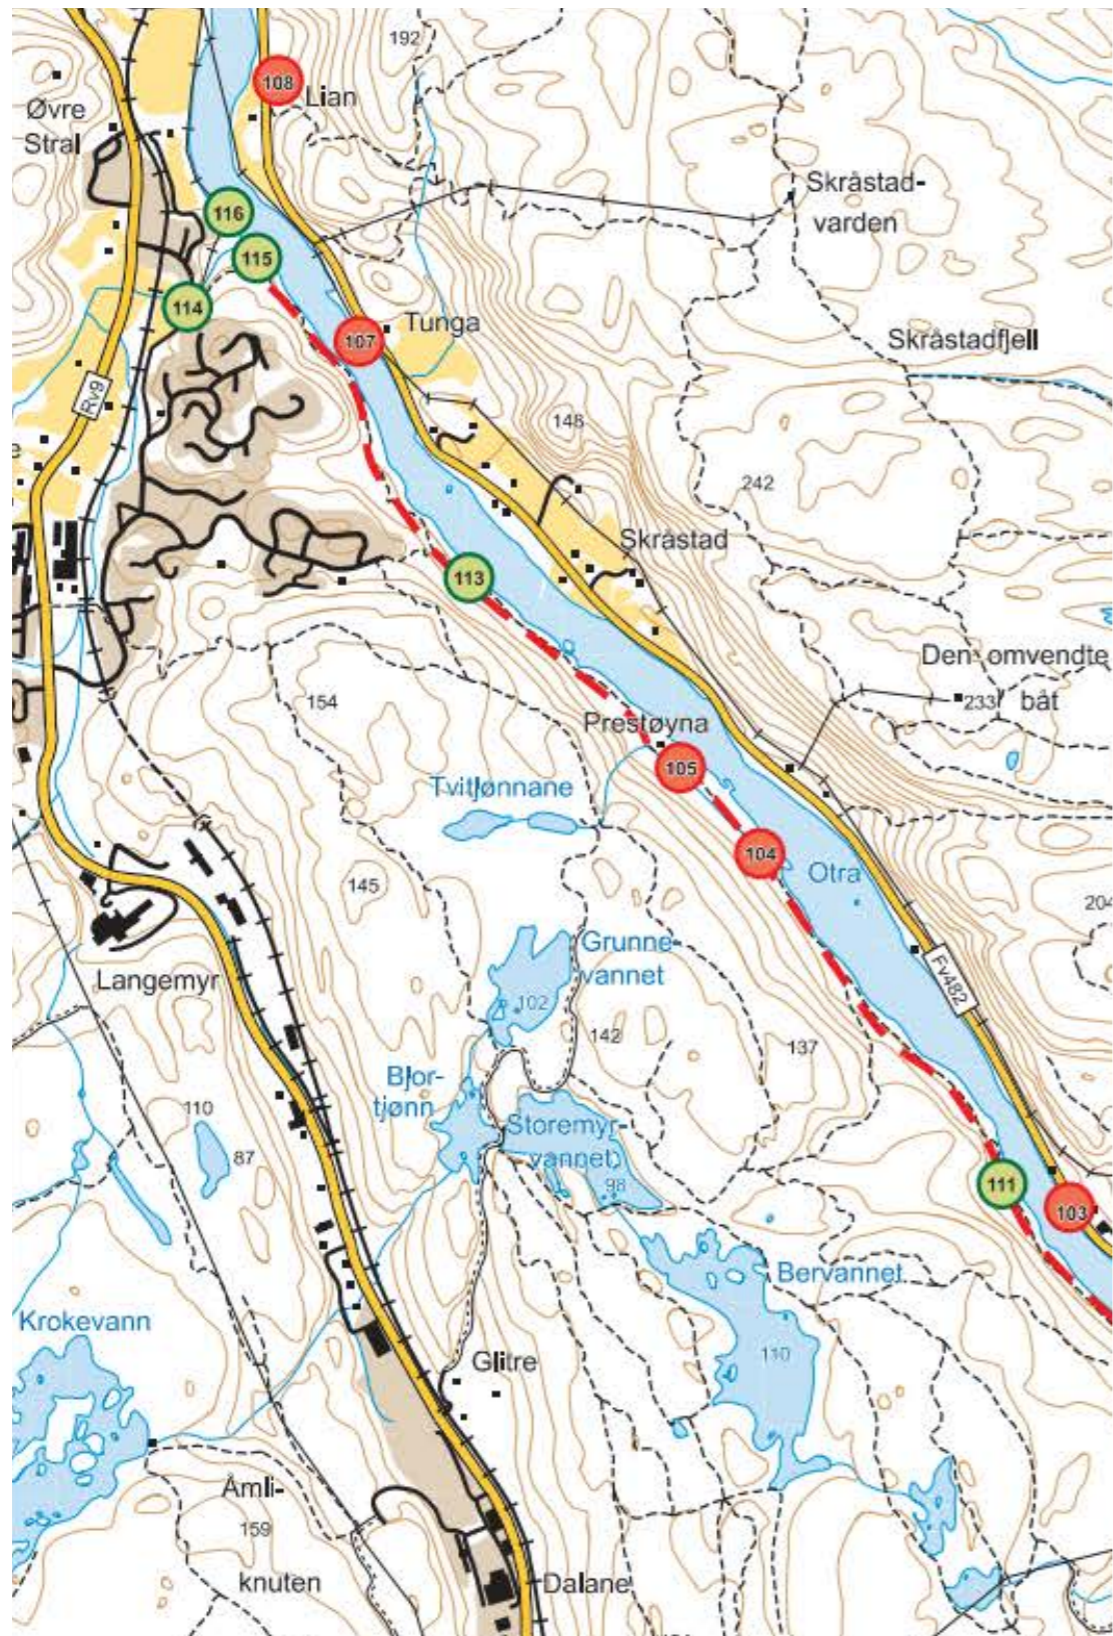 192
108
Lian
Øvre
Stral
Skråstad-
varden
116
115
114
Tunga
107
Skråstadfjell
Rv9
148
e
242
Skråstad
113
Den omvendte
båt
233
154
Prestøyna
105
Tvitjønnane
104
Otra
145
204
Grunne-
vannet
Fv482
Langemyr
102
142
137
Bjor-
tjønn
110
Storemyr-
vannet
87
98
111
103
Bervannet
Krokevann
110
Glitre
Åmli-
159
knuten
Dalane